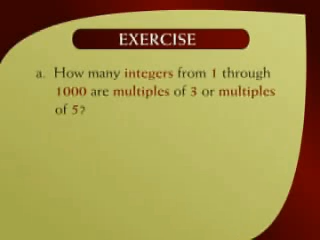 EXERCISE
a. How many integers from 1 through
1000 are multiples of 3 or multiples
of 5?